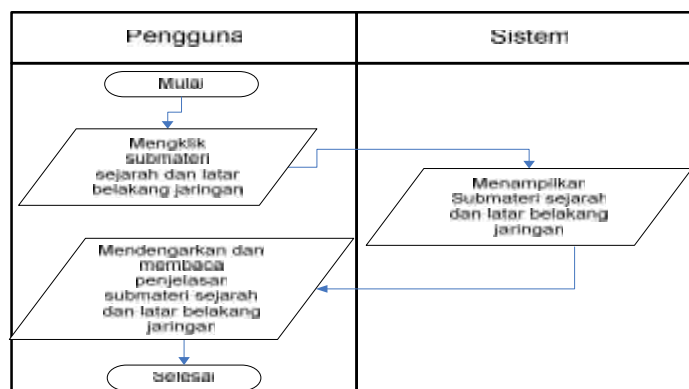 Pengguna
Sistem
Mulai
Mengklik
submateri
sejarah dan latar
belakang jaringan
Menampilkan
Submateri sejarah
dan latar belakang
jaringan
Mendengarkan dan
membaca
penjelasan
submateri sejarah
dan latar belakang
jaringan
Selesai